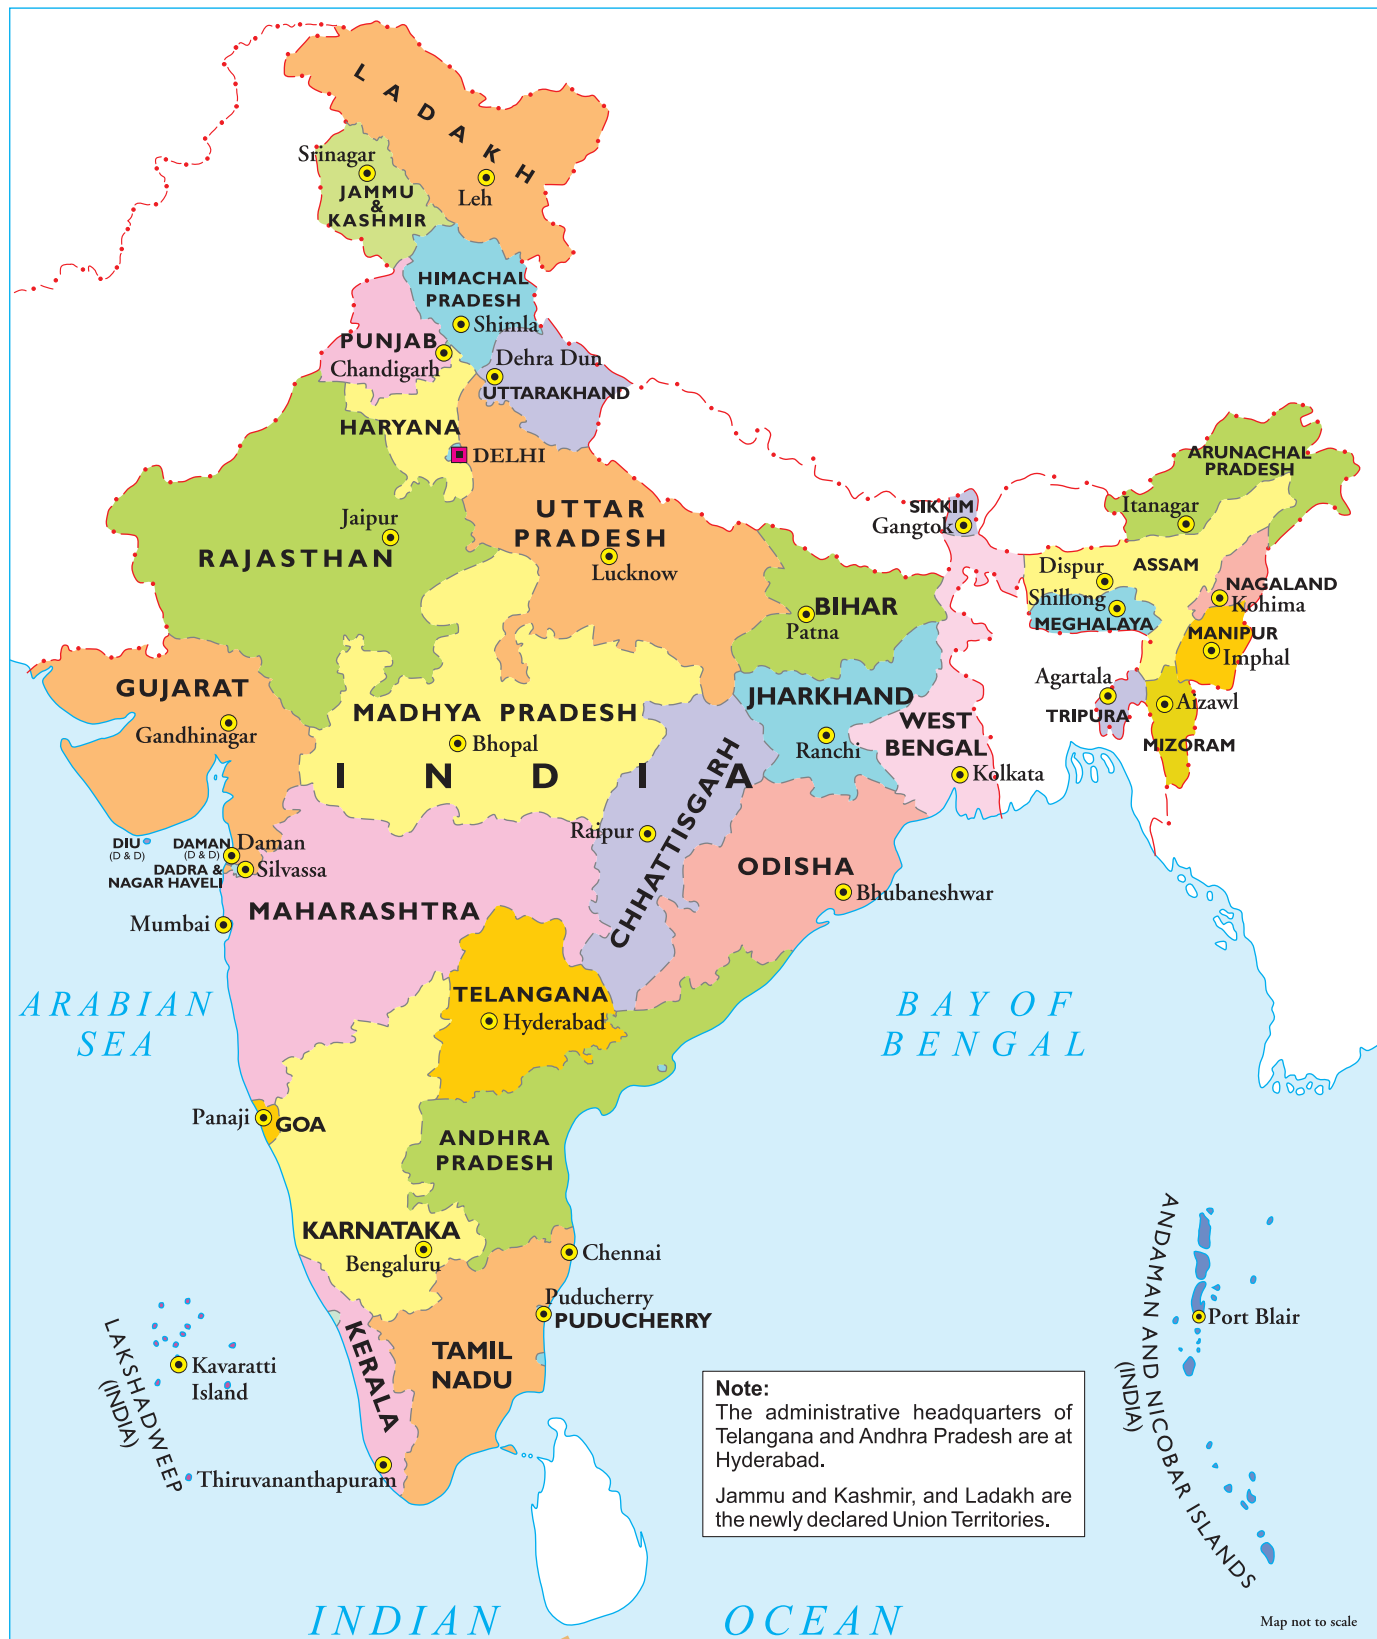 LADAKH
Srinagar
JAMMU
&
KASHMIR
Leh
HIMACHAL
PRADESH
Shimla
PUNJAB
Chandigarh
Dehra Dun
UTTARAKHAND
HARYANA
DELHI
ARUNACHAL
PRADESH
Itanagar
UTTAR
PRADESH
Lucknow
SIKKIM
Gangtok
Jaipur
RAJASTHAN
Dispur
ASSAM
Shillong
MEGHALAYA
NAGALAND
Kohima
BIHAR
Patna
MANIPUR
Imphal
Agartala
TRIPURA
Aizawl
MIZORAM
GUJARAT
Gandhinagar
MADHYA PRADESH
Bhopal
JHARKHAND
Ranchi
WEST
BENGAL
Kolkata
INDIA
CHHATTISGARH
Raipur
DIU
(D & D)
DAMAN
(D & D)
Daman
DADRA &
NAGAR HAVELI
Silvassa
ODISHA
Bhubaneshwar
MAHARASHTRA
Mumbai
TELANGANA
Hyderabad
ARABIAN
SEA
BAY OF
BENGAL
Panaji
GOA
ANDHRA
PRADESH
KARNATAKA
Bengaluru
Chennai
Puducherry
PUDUCHERRY
KERALA
TAMIL
NADU
Thiruvananthapuram
LAKSHADWEEP
(INDIA)
Kavaratti
Island
ANDAMAN AND NICOBAR ISLANDS
(INDIA)
Port Blair
Note:
The administrative headquarters of
Telangana and Andhra Pradesh are at
Hyderabad.
Jammu and Kashmir, and Ladakh are
the newly declared Union Territories.
INDIAN OCEAN
Map not to scale